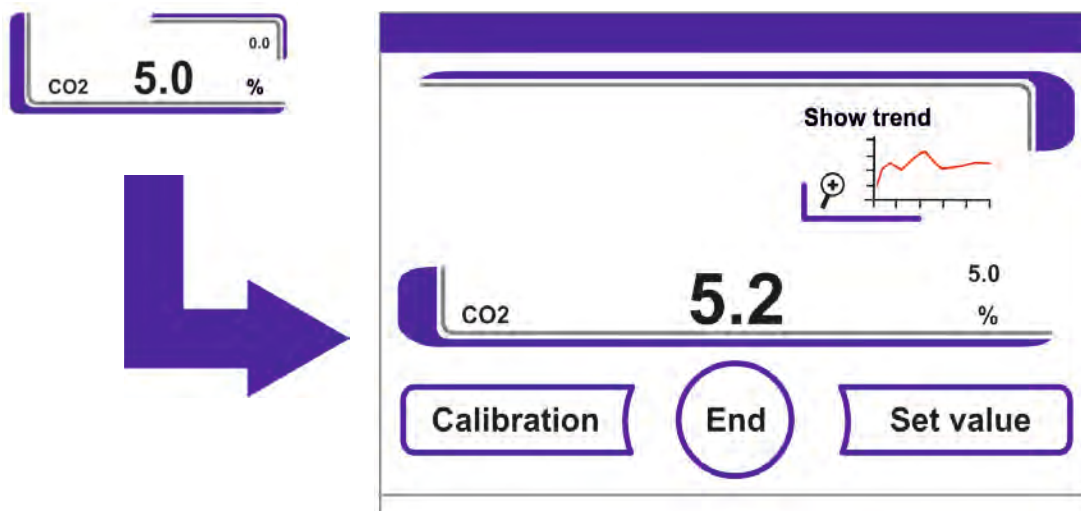 0.0
CO2 5.0 %
Show trend
5.0
CO2 5.2 %
Calibration End Set value